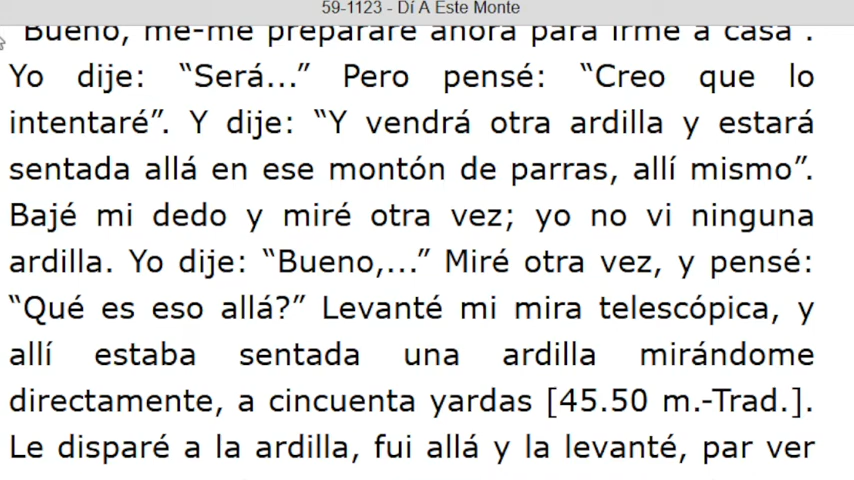 59-1123 - Dí A Este Monte
"Bueno, me-me prepararé ahora para irme a casa".
Yo dije: “Será...” Pero pensé: “Creo que lo
intentaré”. Y dije: “Y vendrá otra ardilla y estará
sentada allá en ese montón de parras, allí mismo”.
Bajé mi dedo y miré otra vez; yo no vi ninguna
ardilla. Yo dije: “Bueno,...” Miré otra vez, y pensé:
“Qué es eso allá?” Levanté mi mira telescópica, y
allí estaba sentada una ardilla mirándome
directamente, a cincuenta yardas [45.50 m.-Trad.].
Le disparé a la ardilla, fui allá y la levanté, par ver